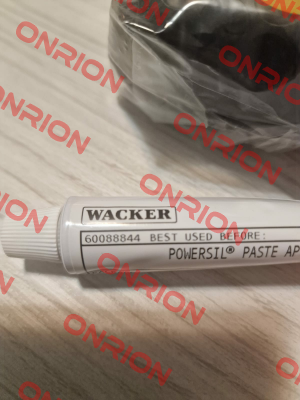 ONRION
WACKER
60088844 BEST USED BEFORE:
POWERSIL® PASTE AP